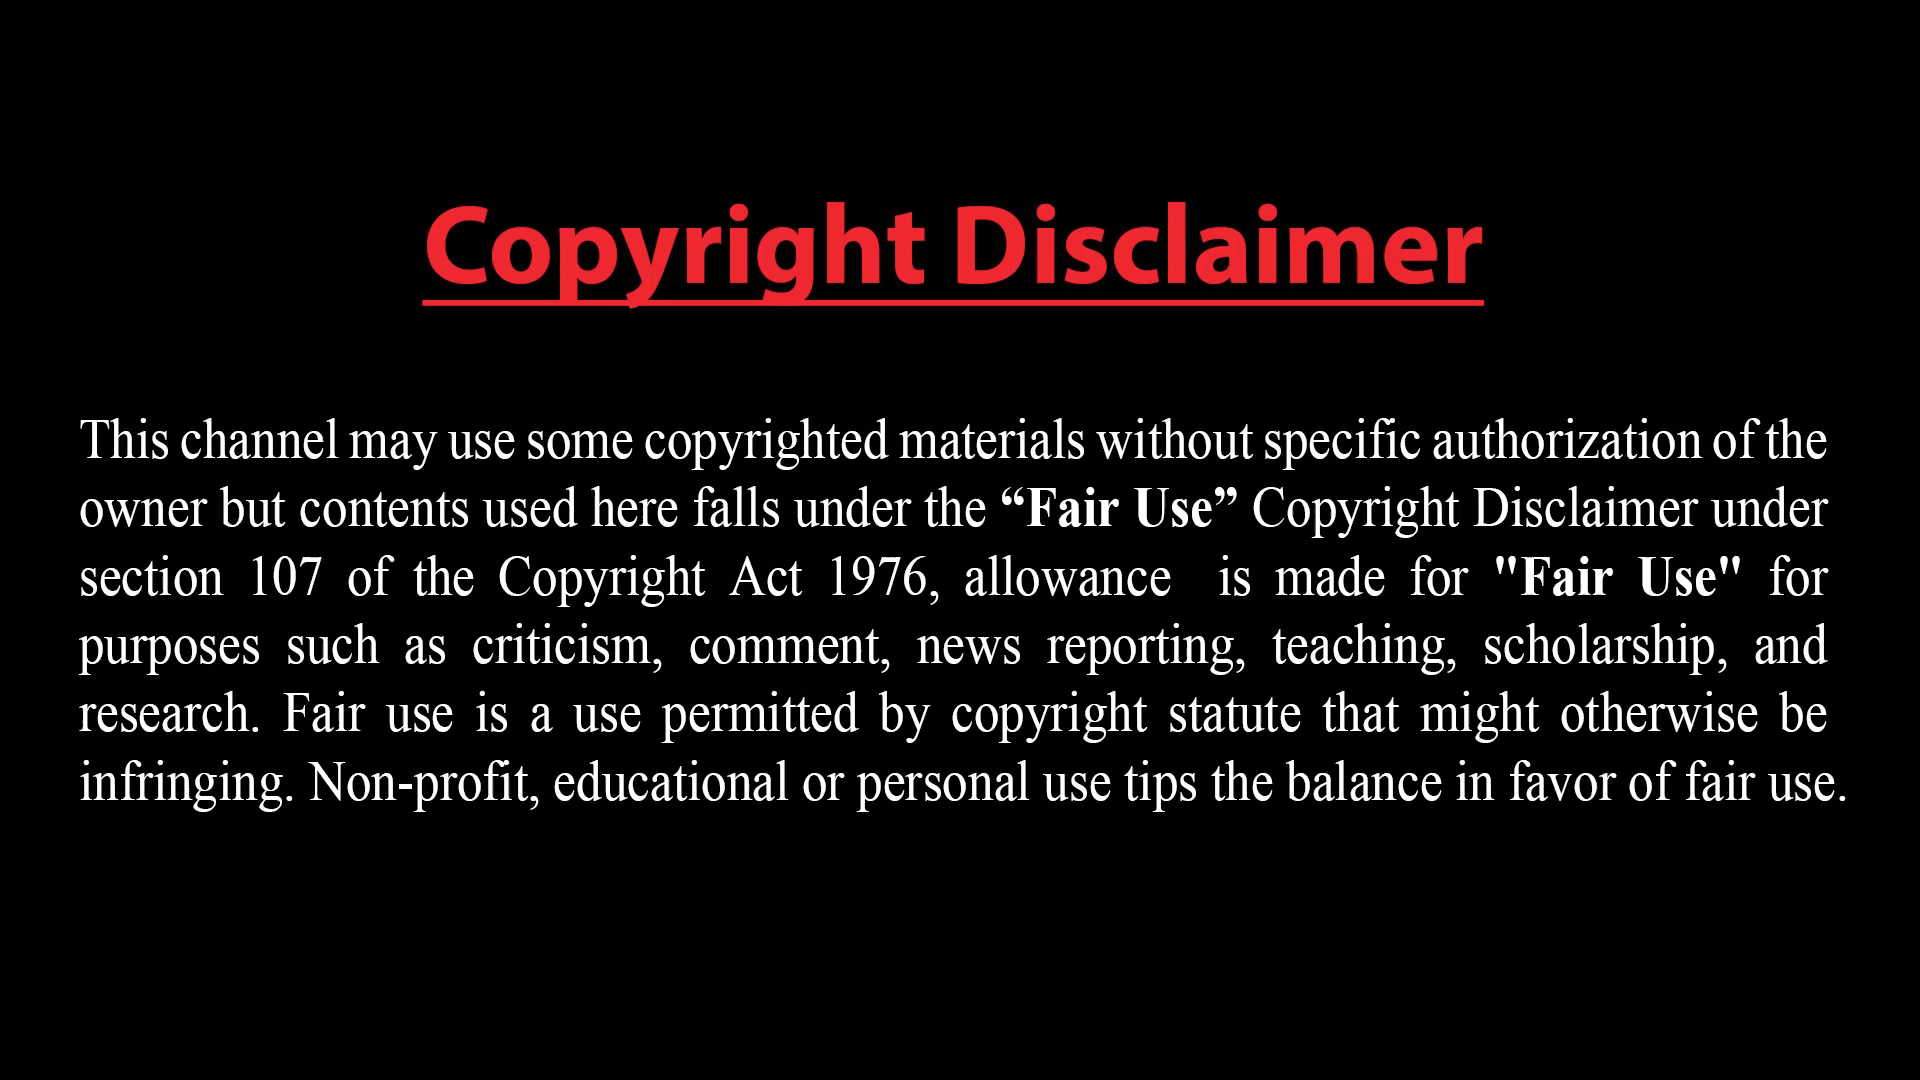 Copyright Disclaimer
This channel may use some copyrighted materials without specific authorization of the
owner but contents used here falls under the “Fair Use” Copyright Disclaimer under
section 107 of the Copyright Act 1976, allowance  is made for "Fair Use" for
purposes such as criticism, comment, news reporting, teaching, scholarship, and
research. Fair use is a use permitted by copyright statute that might otherwise be
infringing. Non-profit, educational or personal use tips the balance in favor of fair use.